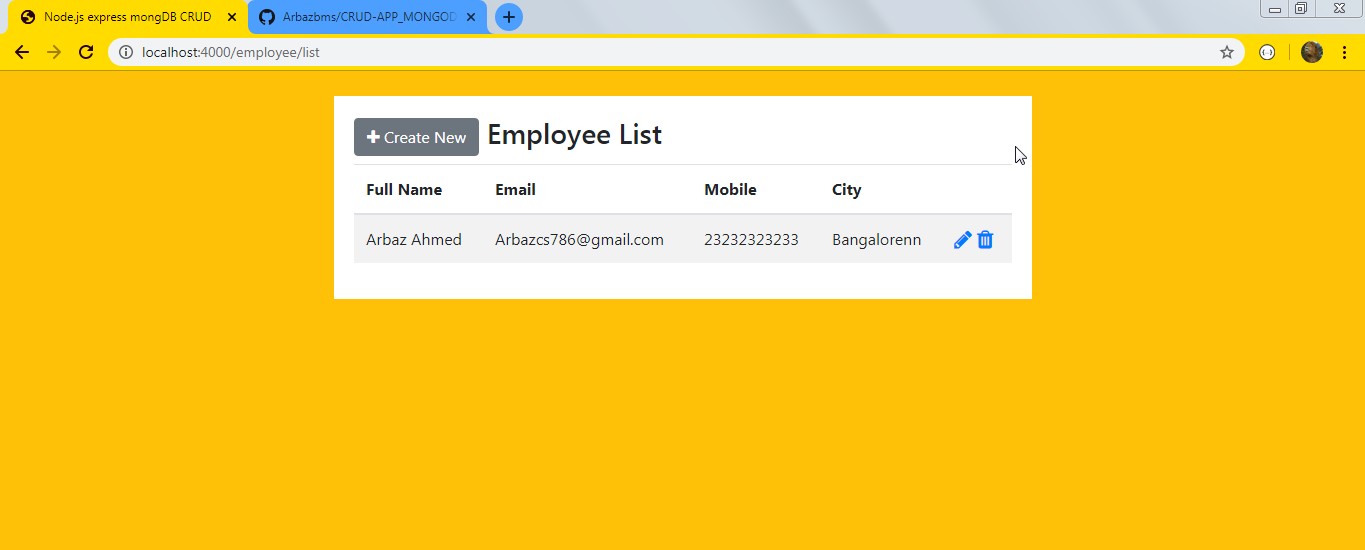 Node.js express mongDB CRUD
Arbazbms/CRUD-APP_MONGOD
localhost:4000/employee/list
Create New
Employee List
Full Name Email Mobile City
Arbaz Ahmed Arbazcs786@gmail.com 23232323233 Bangalorenn